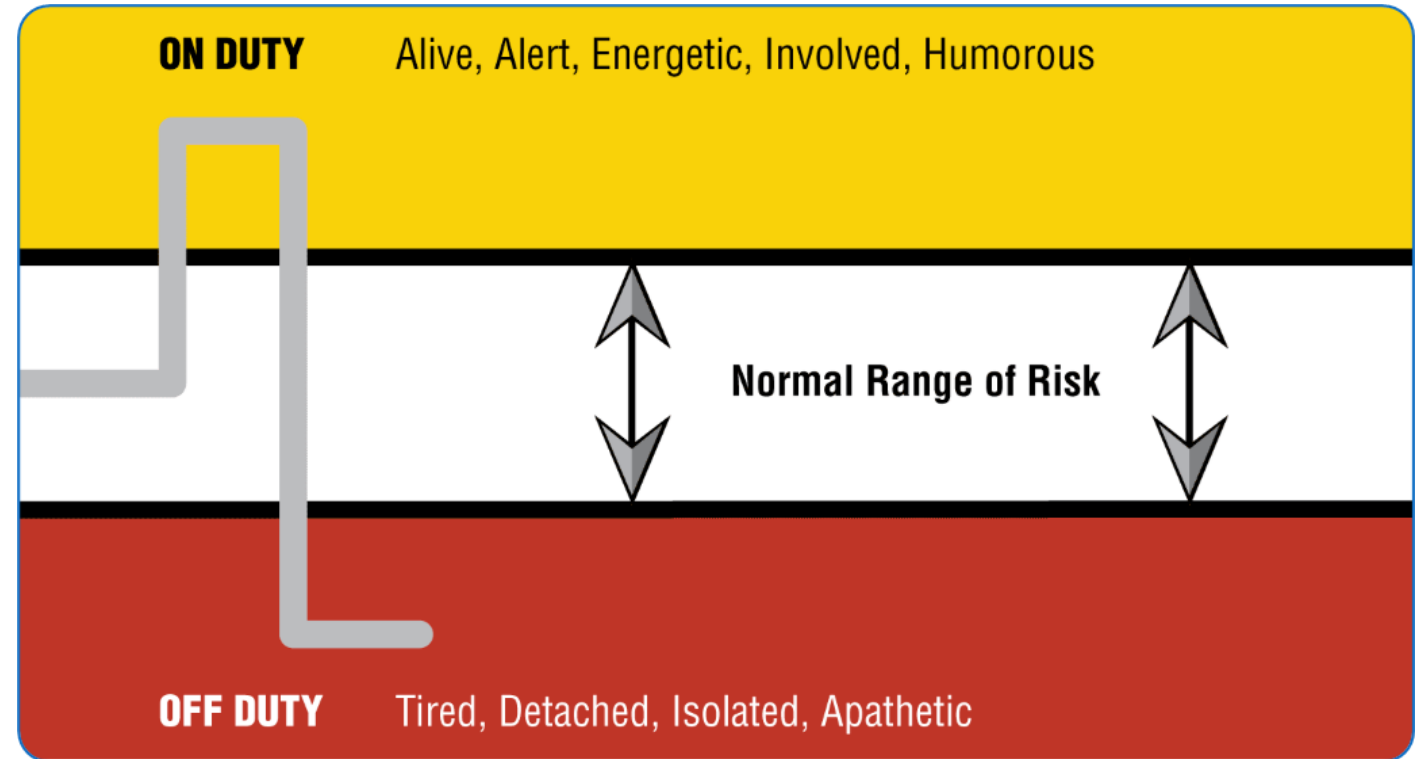 ON DUTY Alive, Alert, Energetic, Involved, Humorous
Normal Range of Risk
OFF DUTY Tired, Detached, Isolated, Apathetic